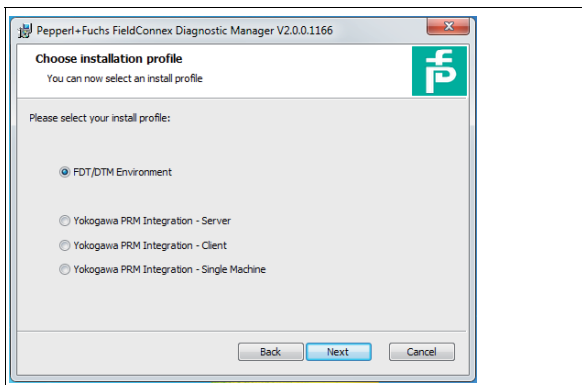 Pepperl+Fuchs FieldConnex Diagnostic Manager V2.0.0.1166
Choose installation profile
You can now select an install profile
Please select your install profile:
FDT/DTM Environment
Yokogawa PRM Integration - Server
Yokogawa PRM Integration - Client
Yokogawa PRM Integration - Single Machine
Back Next Cancel